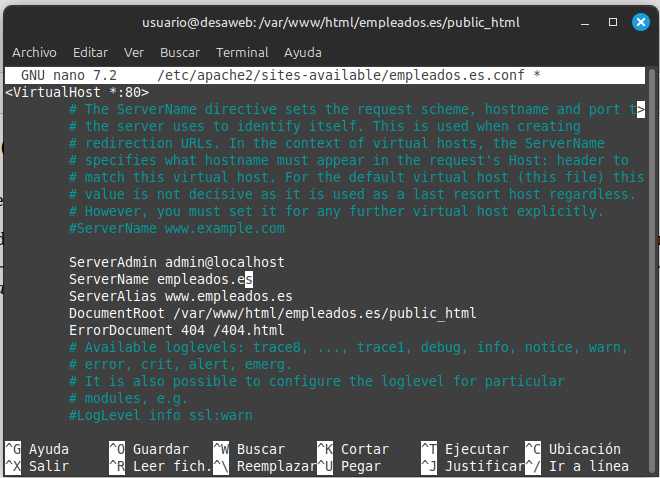 usuario@desaweb: /var/www/html/empleados.es/public_html
Archivo Editar Ver Buscar Terminal Ayuda
GNU nano 7.2 /etc/apache2/sites-available/empleados.es.conf *
<VirtualHost *:80>
# The ServerName directive sets the request scheme, hostname and port t>
# the server uses to identify itself. This is used when creating
# redirection URLs. In the context of virtual hosts, the ServerName
# specifies what hostname must appear in the request's Host: header to
# match this virtual host. For the default virtual host (this file) this
# value is not decisive as it is used as a last resort host regardless.
# However, you must set it for any further virtual host explicitly.
#ServerName www.example.com
ServerAdmin admin@localhost
ServerName empleados.es
ServerAlias www.empleados.es
DocumentRoot /var/www/html/empleados.es/public_html
ErrorDocument 404 /404.html
# Available loglevels: trace8, ..., trace1, debug, info, notice, warn,
# error, crit, alert, emerg.
# It is also possible to configure the loglevel for particular
# modules, e.g.
#LogLevel info ssl:warn
^G Ayuda ^O Guardar ^W Buscar ^K Cortar ^T Ejecutar ^C Ubicación
^X Salir ^R Leer fich. ^\ Reemplazar ^U Pegar ^J Justificar ^/ Ir a línea